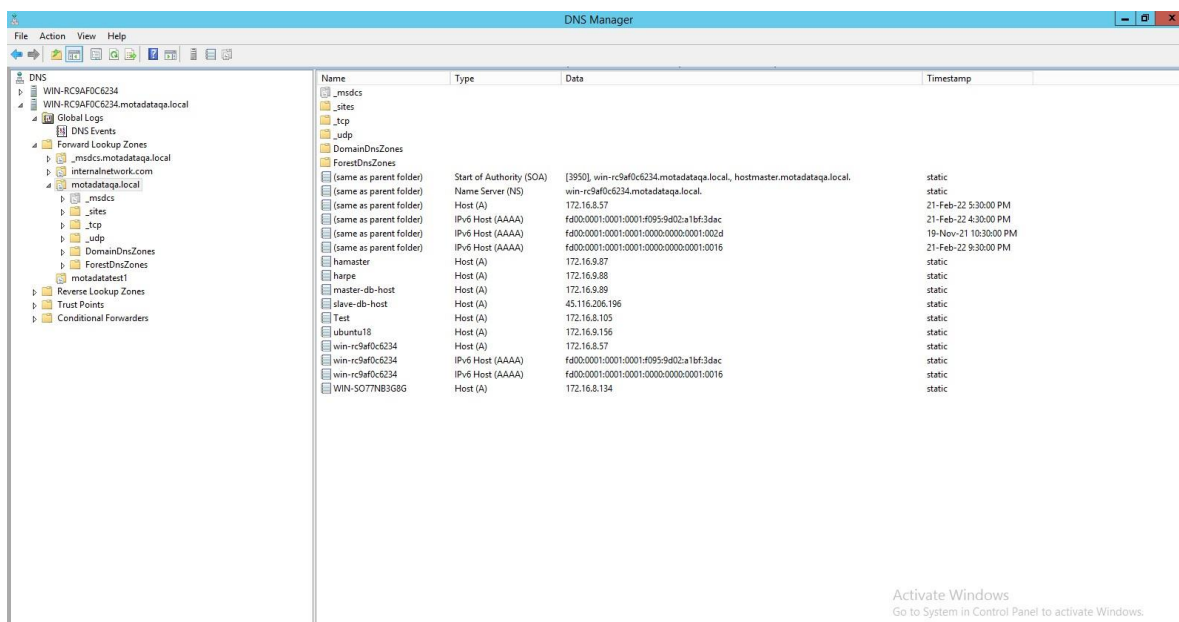 DNS Manager
File Action View Help
DNS
WIN-RC9AF0C6234
WIN-RC9AF0C6234.motadataqa.local
Global Logs
DNS Events
Forward Lookup Zones
_msdcs.motadataqa.local
internalnetwork.com
motadataqa.local
_msdcs
_sites
_tcp
_udp
DomainDnsZones
ForestDnsZones
motadatatest1
Reverse Lookup Zones
Trust Points
Conditional Forwarders
Name Type Data Timestamp
_msdcs
_sites
_tcp
_udp
DomainDnsZones
ForestDnsZones
(same as parent folder) Start of Authority (SOA) [3950], win-rc9af0c6234.motadataqa.local., hostmaster.motadataqa.local. static
(same as parent folder) Name Server (NS) win-rc9af0c6234.motadataqa.local. static
(same as parent folder) Host (A) 172.16.8.57 21-Feb-22 5:30:00 PM
(same as parent folder) IPv6 Host (AAAA) fd00:0001:0001:0001:f095:9d02:a1bf:3dac 21-Feb-22 4:30:00 PM
(same as parent folder) IPv6 Host (AAAA) fd00:0001:0001:0001:0000:0000:0001:002d 19-Nov-21 10:30:00 PM
(same as parent folder) IPv6 Host (AAAA) fd00:0001:0001:0001:0000:0000:0001:0016 21-Feb-22 9:30:00 PM
hamaster Host (A) 172.16.9.87 static
harpe Host (A) 172.16.9.88 static
master-db-host Host (A) 172.16.9.89 static
slave-db-host Host (A) 45.116.206.196 static
Test Host (A) 172.16.8.105 static
ubuntu18 Host (A) 172.16.9.156 static
win-rc9af0c6234 Host (A) 172.16.8.57 static
win-rc9af0c6234 IPv6 Host (AAAA) fd00:0001:0001:0001:f095:9d02:a1bf:3dac static
win-rc9af0c6234 IPv6 Host (AAAA) fd00:0001:0001:0001:0000:0000:0001:0016 static
WIN-SO77NB3G8G Host (A) 172.16.8.134 static
Activate Windows
Go to System in Control Panel to activate Windows.